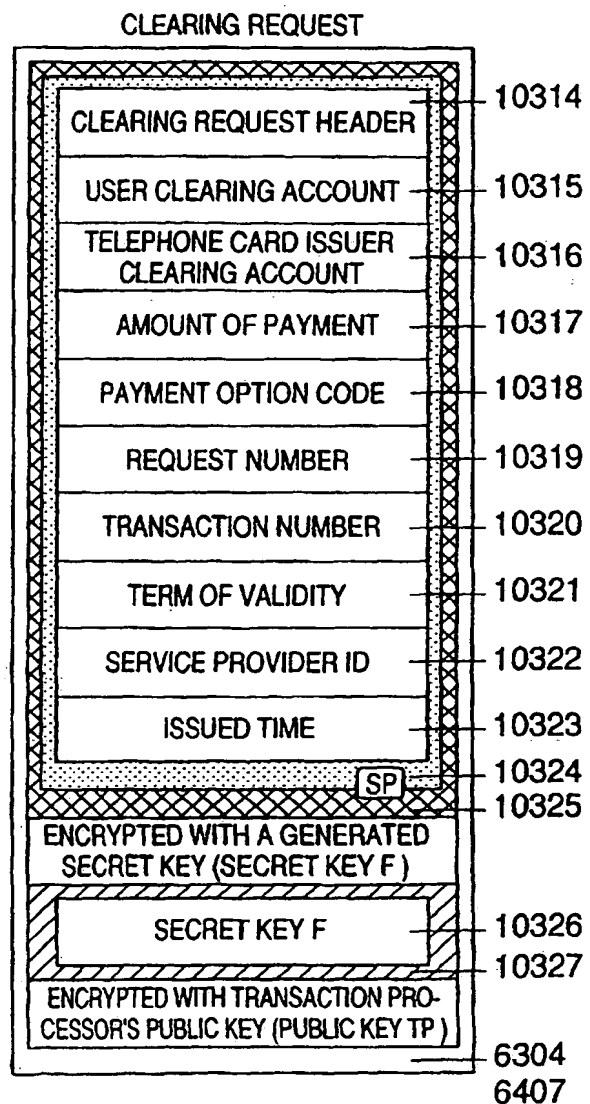 CLEARING REQUEST
CLEARING REQUEST HEADER
10314
USER CLEARING ACCOUNT
10315
TELEPHONE CARD ISSUER
CLEARING ACCOUNT
10316
AMOUNT OF PAYMENT
10317
PAYMENT OPTION CODE
10318
REQUEST NUMBER
10319
TRANSACTION NUMBER
10320
TERM OF VALIDITY
10321
SERVICE PROVIDER ID
10322
ISSUED TIME
10323
SP
10324
10325
ENCRYPTED WITH A GENERATED
SECRET KEY (SECRET KEY F )
SECRET KEY F
10326
10327
ENCRYPTED WITH TRANSACTION PRO-
CESSOR'S PUBLIC KEY (PUBLIC KEY TP )
6304
6407